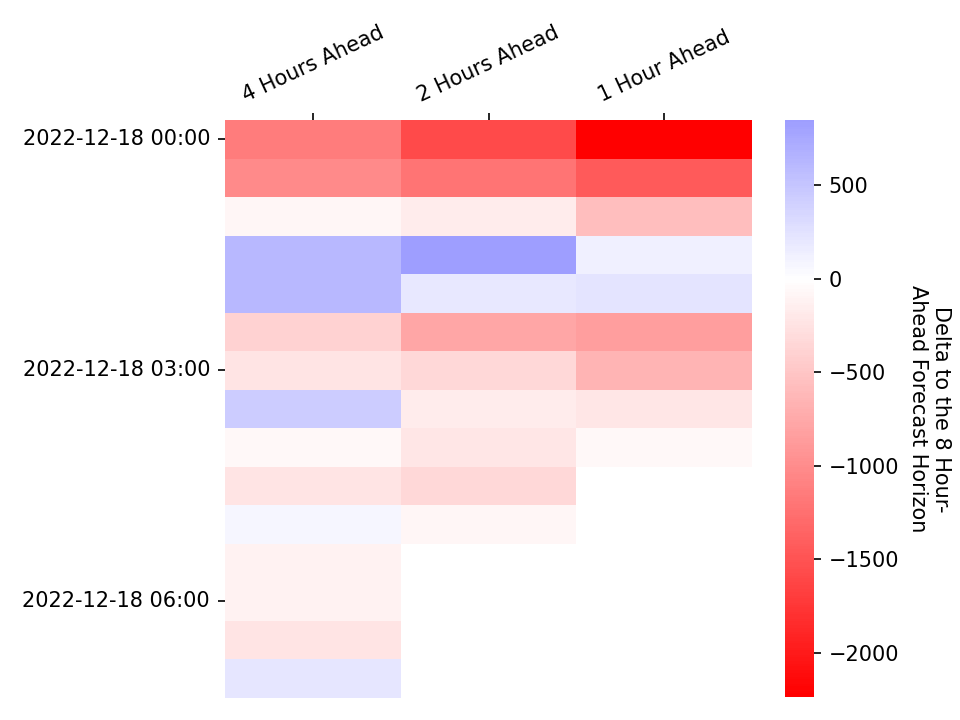 4 Hours Ahead
2 Hours Ahead
1 Hour Ahead
2022-12-18 00:00
2022-12-18 03:00
2022-12-18 06:00
500
0
−500
−1000
−1500
−2000
Delta to the 8 Hour-
Ahead Forecast Horizon